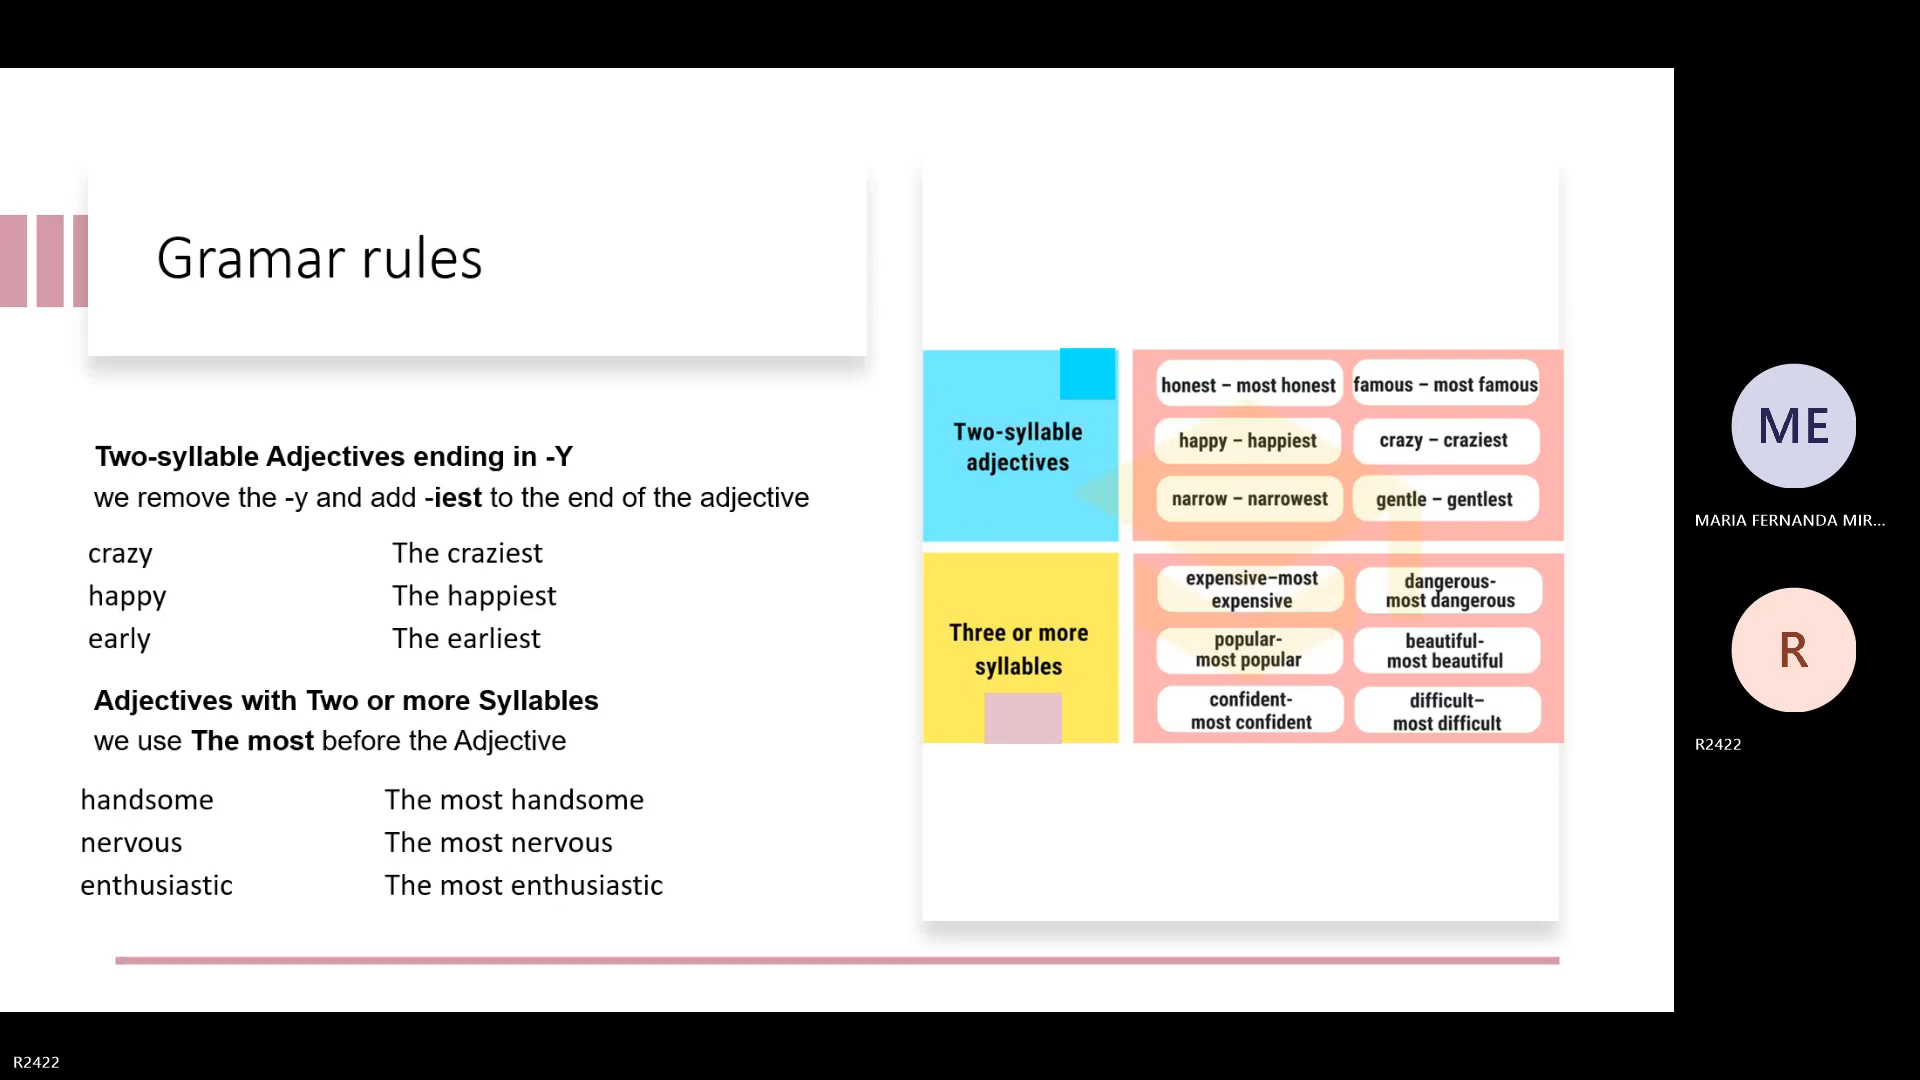 Gramar rules
Two-syllable Adjectives ending in -Y
we remove the -y and add -iest to the end of the adjective
crazy The craziest
happy The happiest
early The earliest
Adjectives with Two or more Syllables
we use The most before the Adjective
handsome The most handsome
nervous The most nervous
enthusiastic The most enthusiastic
Two-syllable
adjectives
honest – most honest
famous – most famous
happy – happiest
crazy – craziest
narrow – narrowest
gentle – gentlest
Three or more
syllables
expensive–most
expensive
dangerous-
most dangerous
popular-
most popular
beautiful-
most beautiful
confident-
most confident
difficult–
most difficult
ME
MARIA FERNANDA MIR...
R
R2422
R2422